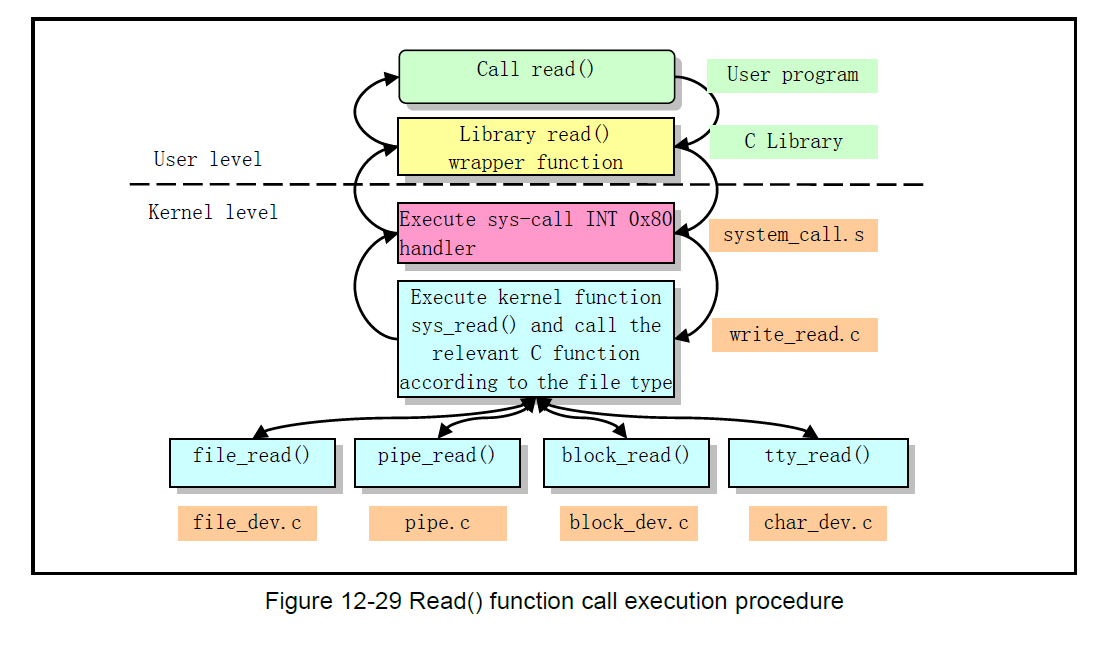 Call read()
User program
Library read()
wrapper function
C Library
User level
Kernel level
Execute sys-call INT 0x80
handler
system_call.s
Execute kernel function
sys_read() and call the
relevant C function
according to the file type
write_read.c
file_read()
pipe_read()
block_read()
tty_read()
file_dev.c
pipe.c
block_dev.c
char_dev.c
Figure 12-29 Read() function call execution procedure